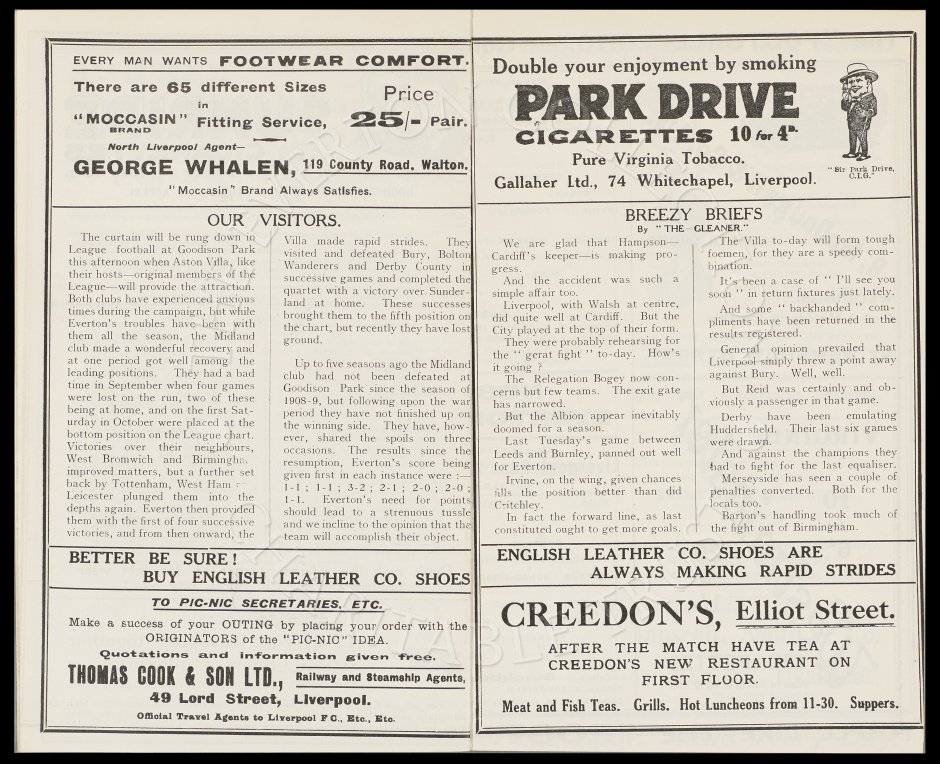 EVERY MAN WANTS FOOTWEAR COMFORT.
There are 65 different Sizes
in
"MOCCASIN" Fitting Service,
BRAND
Price
25/- Pair.
North Liverpool Agent—
GEORGE WHALEN, 119 County Road, Walton.
"Moccasin" Brand Always Satisfies.
OUR VISITORS.
The curtain will be rung down in
League football at Goodison Park
this afternoon when Aston Villa, like
their hosts—original members of the
League—will provide the attraction.
Both clubs have experienced anxious
times during the campaign, but while
Everton's troubles have been with
them all the season, the Midland
club made a wonderful recovery and
at one period got well among the
leading positions. They had a bad
time in September when four games
were lost on the run, two of these
being at home, and on the first Sat-
urday in October were placed at the
bottom position on the League chart.
Victories over their neighbours,
West Bromwich and Birmingha.
improved matters, but a further set
back by Tottenham, West Ham
Leicester plunged them into the
depths again. Everton then provided
them with the first of four successive
victories, and from then onward, the
Villa made rapid strides. They
visited and defeated Bury, Bolton
Wanderers and Derby County in
successive games and completed the
quartet with a victory over Sunder-
land at home. These successes
brought them to the fifth position on
the chart, but recently they have lost
ground.
Up to five seasons ago the Midland
club had not been defeated at
Goodison Park since the season of
1908-9, but following upon the war
period they have not finished up on
the winning side. They have, how-
ever, shared the spoils on three
occasions. The results since the
resumption, Everton's score being
given first in each instance were :—
1-1 ; 1-1 ; 3-2 ; 2-1 ; 2-0 ; 2-0 ;
1-1. Everton's need for points
should lead to a strenuous tussle
and we incline to the opinion that the
team will accomplish their object.
BETTER BE SURE!
BUY ENGLISH LEATHER CO. SHOES
TO PIC-NIC SECRETARIES, ETC.
Make a success of your OUTING by placing your order with the
ORIGINATORS of the "PIC-NIC" IDEA.
Quotations and information given free.
THOMAS COOK & SON LTD., Railway and Steamship Agents,
49 Lord Street, Liverpool.
Official Travel Agents to Liverpool F C., Etc., Etc.
Double your enjoyment by smoking
PARK DRIVE
CIGARETTES 10 for 4D.
Pure Virginia Tobacco.
Gallaher Ltd., 74 Whitechapel, Liverpool.
"Sir Park Drive,
C.I.G."
BREEZY BRIEFS
By "THE GLEANER."
We are glad that Hampson—
Cardiff's keeper—is making pro-
gress.
And the accident was such a
simple affair too.
Liverpool, with Walsh at centre,
did quite well at Cardiff. But the
City played at the top of their form.
They were probably rehearsing for
the " gerat fight " to-day. How's
it going ?
The Relegation Bogey now con-
cerns but few teams. The exit gate
has narrowed.
But the Albion appear inevitably
doomed for a season.
Last Tuesday's game between
Leeds and Burnley, panned out well
for Everton.
Irvine, on the wing, given chances
fills the position better than did
Critchley.
In fact the forward line, as last
constituted ought to get more goals.
The Villa to-day will form tough
foemen, for they are a speedy com-
bination.
It's been a case of " I'll see you
soon " in return fixtures just lately.
And some " backhanded " com-
pliments have been returned in the
results registered.
General opinion prevailed that
Liverpool simply threw a point away
against Bury. Well, well.
But Reid was certainly and ob-
viously a passenger in that game.
Derby have been emulating
Huddersfield. Their last six games
were drawn.
And against the champions they
had to fight for the last equaliser.
Merseyside has seen a couple of
penalties converted. Both for the
locals too.
Barton's handling took much of
the fight out of Birmingham.
ENGLISH LEATHER CO. SHOES ARE
ALWAYS MAKING RAPID STRIDES
CREEDON'S, Elliot Street.
AFTER THE MATCH HAVE TEA AT
CREEDON'S NEW RESTAURANT ON
FIRST FLOOR.
Meat and Fish Teas. Grills. Hot Luncheons from 11-30. Suppers.